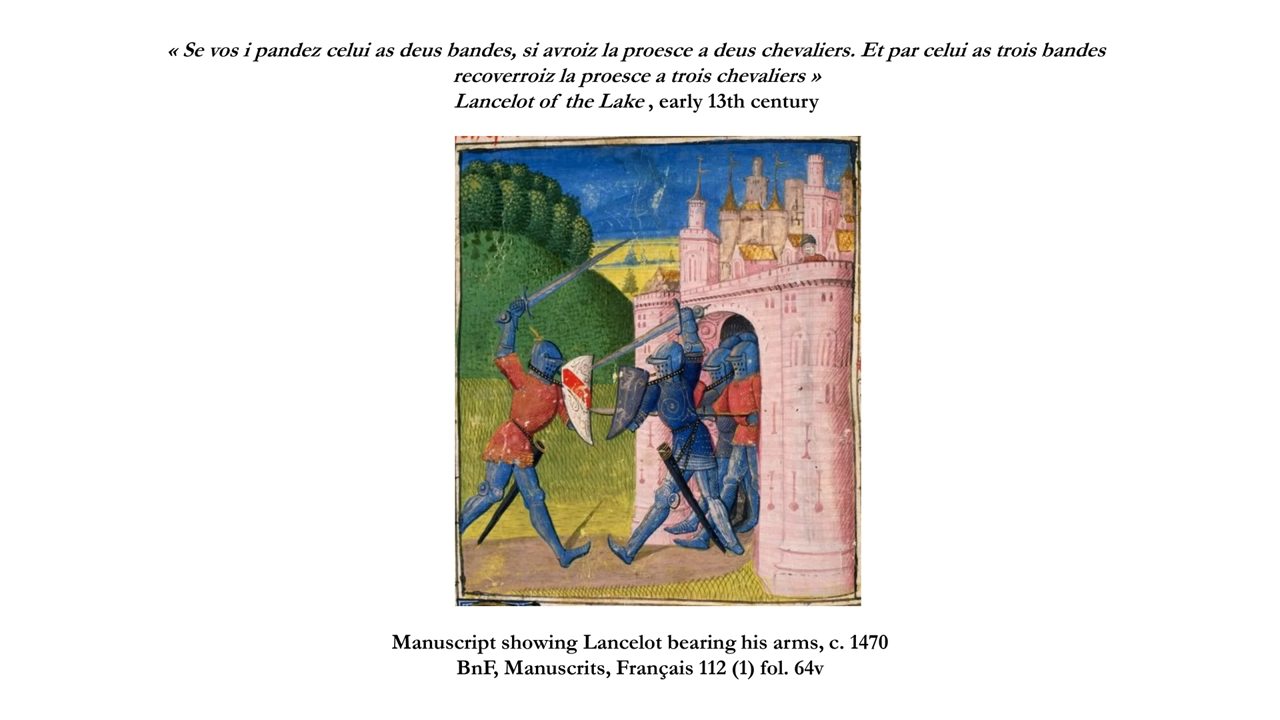 « Se vos i pandez celui as deus bandes, si avroiz la proesce a deus chevaliers. Et par celui as trois bandes
recoverroiz la proesce a trois chevaliers »
Lancelot of the Lake , early 13th century
Manuscript showing Lancelot bearing his arms, c. 1470
BnF, Manuscrits, Français 112 (1) fol. 64v